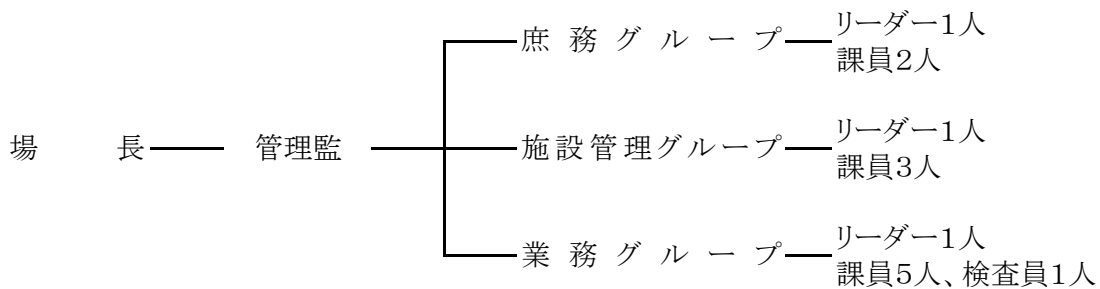 庶務グループ
リーダー1人
課員2人
場長
管理監
施設管理グループ
リーダー1人
課員3人
業務グループ
リーダー1人
課員5人、検査員1人